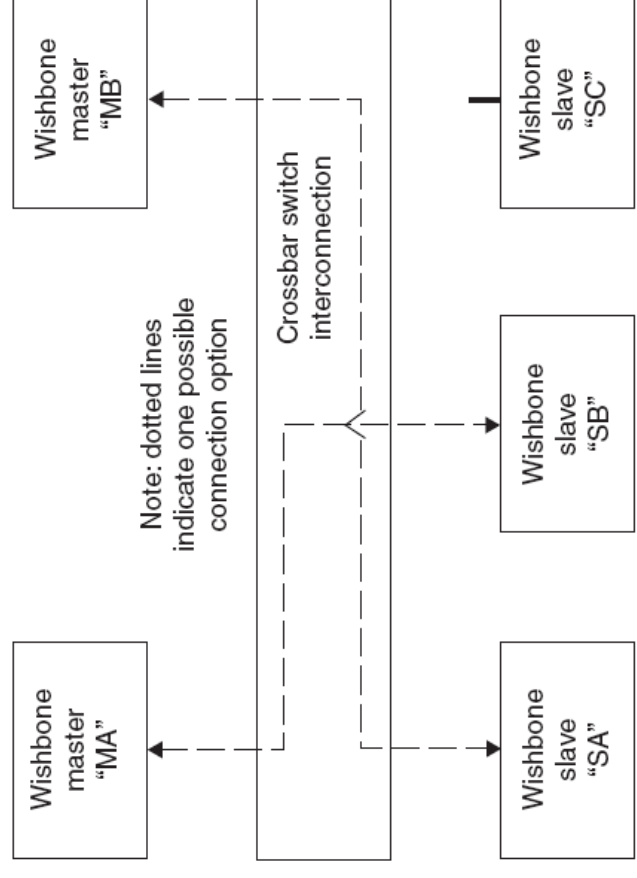 Wishbone
master
“MA”
Wishbone
master
“MB”
Note: dotted lines
indicate one possible
connection option
Crossbar switch
interconnection
Wishbone
slave
“SA”
Wishbone
slave
“SB”
Wishbone
slave
“SC”